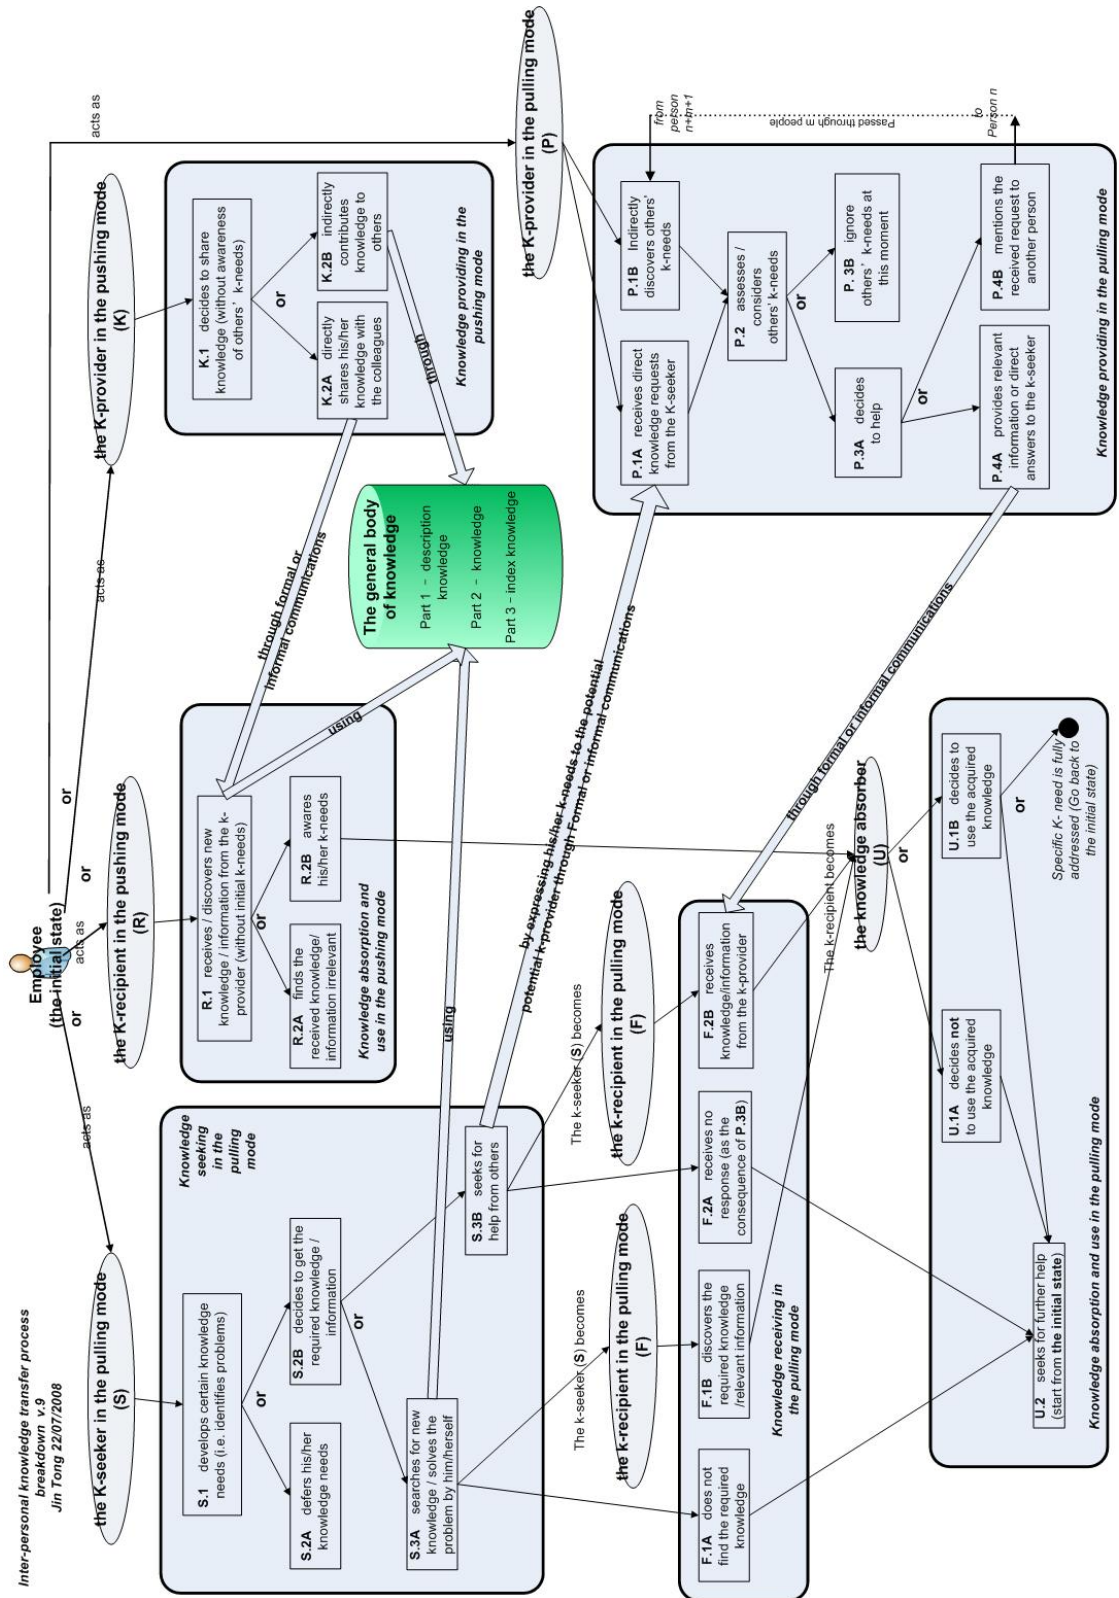 Inter-personal knowledge transfer process
breakdown v.9
Jin Tong 22/07/2008
Employee
(the initial state)
or
or
or
acts as
acts as
acts as
acts as
the K-seeker in the pulling mode
(S)
the K-recipient in the pushing mode
(R)
the K-provider in the pushing mode
(K)
the K-provider in the pulling mode
(P)
Knowledge
seeking
in the
pulling
mode
S.1 develops certain knowledge
needs (i.e. identifies problems)
or
S.2A defers his/her
knowledge needs
S.2B decides to get the
required knowledge /
information
or
S.3A searches for new
knowledge / solves the
problem by him/herself
S.3B seeks for
help from others
R.1 receives / discovers new
knowledge / information from the k-
provider (without initial k-needs)
or
R.2A finds the
received knowledge/
information irrelevant
R.2B awares
his/her k-needs
Knowledge absorption and
use in the pushing mode
K.1 decides to share
knowledge (without awareness
of others' k-needs)
or
K.2A directly
shares his/her
knowledge with
the colleagues
K.2B indirectly
contributes
knowledge to
others
Knowledge providing in the
pushing mode
through formal or
informal communications
through
using
using
The general body
of knowledge
Part 1 – description
knowledge
Part 2 – knowledge
Part 3 – index knowledge
by expressing his/her k-needs to the potential
potential k-provider through Formal or informal communications
P.1A receives direct
knowledge requests
from the K-seeker
P.1B Indirectly
discovers others'
k-needs
P.2 assesses /
considers
others' k-needs
or
P.3A decides
to help
P. 3B ignore
others' k-needs at
this moment
or
P.4A provides relevant
information or direct
answers to the k-seeker
P.4B mentions the
received request to
another person
Knowledge providing in the pulling mode
from
person
n+m+1
Passed through m people
to
Person n
The k-seeker (S) becomes
the k-recipient in the pulling mode
(F)
The k-seeker (S) becomes
the k-recipient in the pulling mode
(F)
F.1A does not
find the required
knowledge
F.1B discovers the
required knowledge
/relevant information
F.2A receives no
response (as the
consequence of P.3B)
F.2B receives
knowledge/information
from the k-provider
Knowledge receiving in
the pulling mode
through formal or informal communications
The k-recipient becomes
the knowledge absorber
(U)
or
U.1A decides not
to use the acquired
knowledge
U.1B decides to
use the acquired
knowledge
or
U.2 seeks for further help
(start from the initial state)
Specific K- need is fully
addressed (Go back to
the initial state)
Knowledge absorption and use in the pulling mode